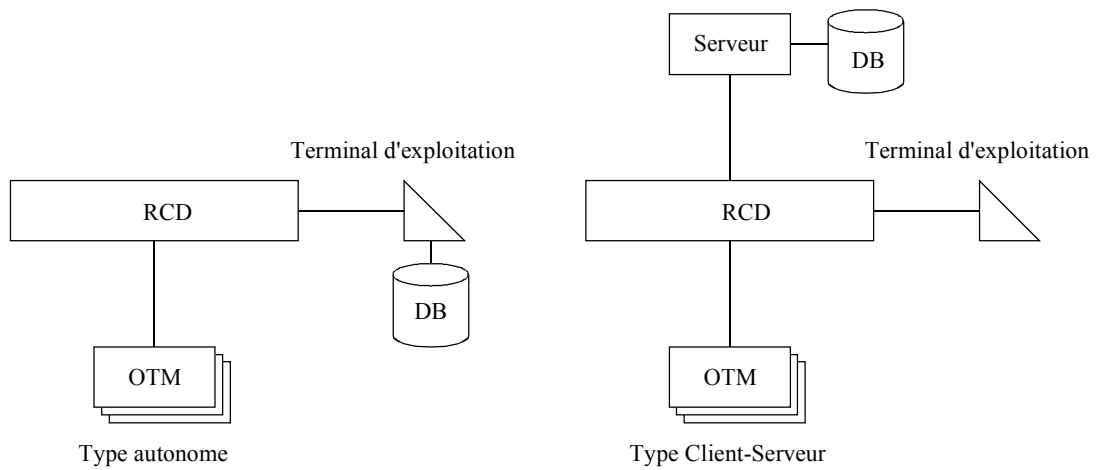 Serveur
DB
Terminal d'exploitation
Terminal d'exploitation
RCD
RCD
DB
OTM
OTM
Type autonome
Type Client-Serveur